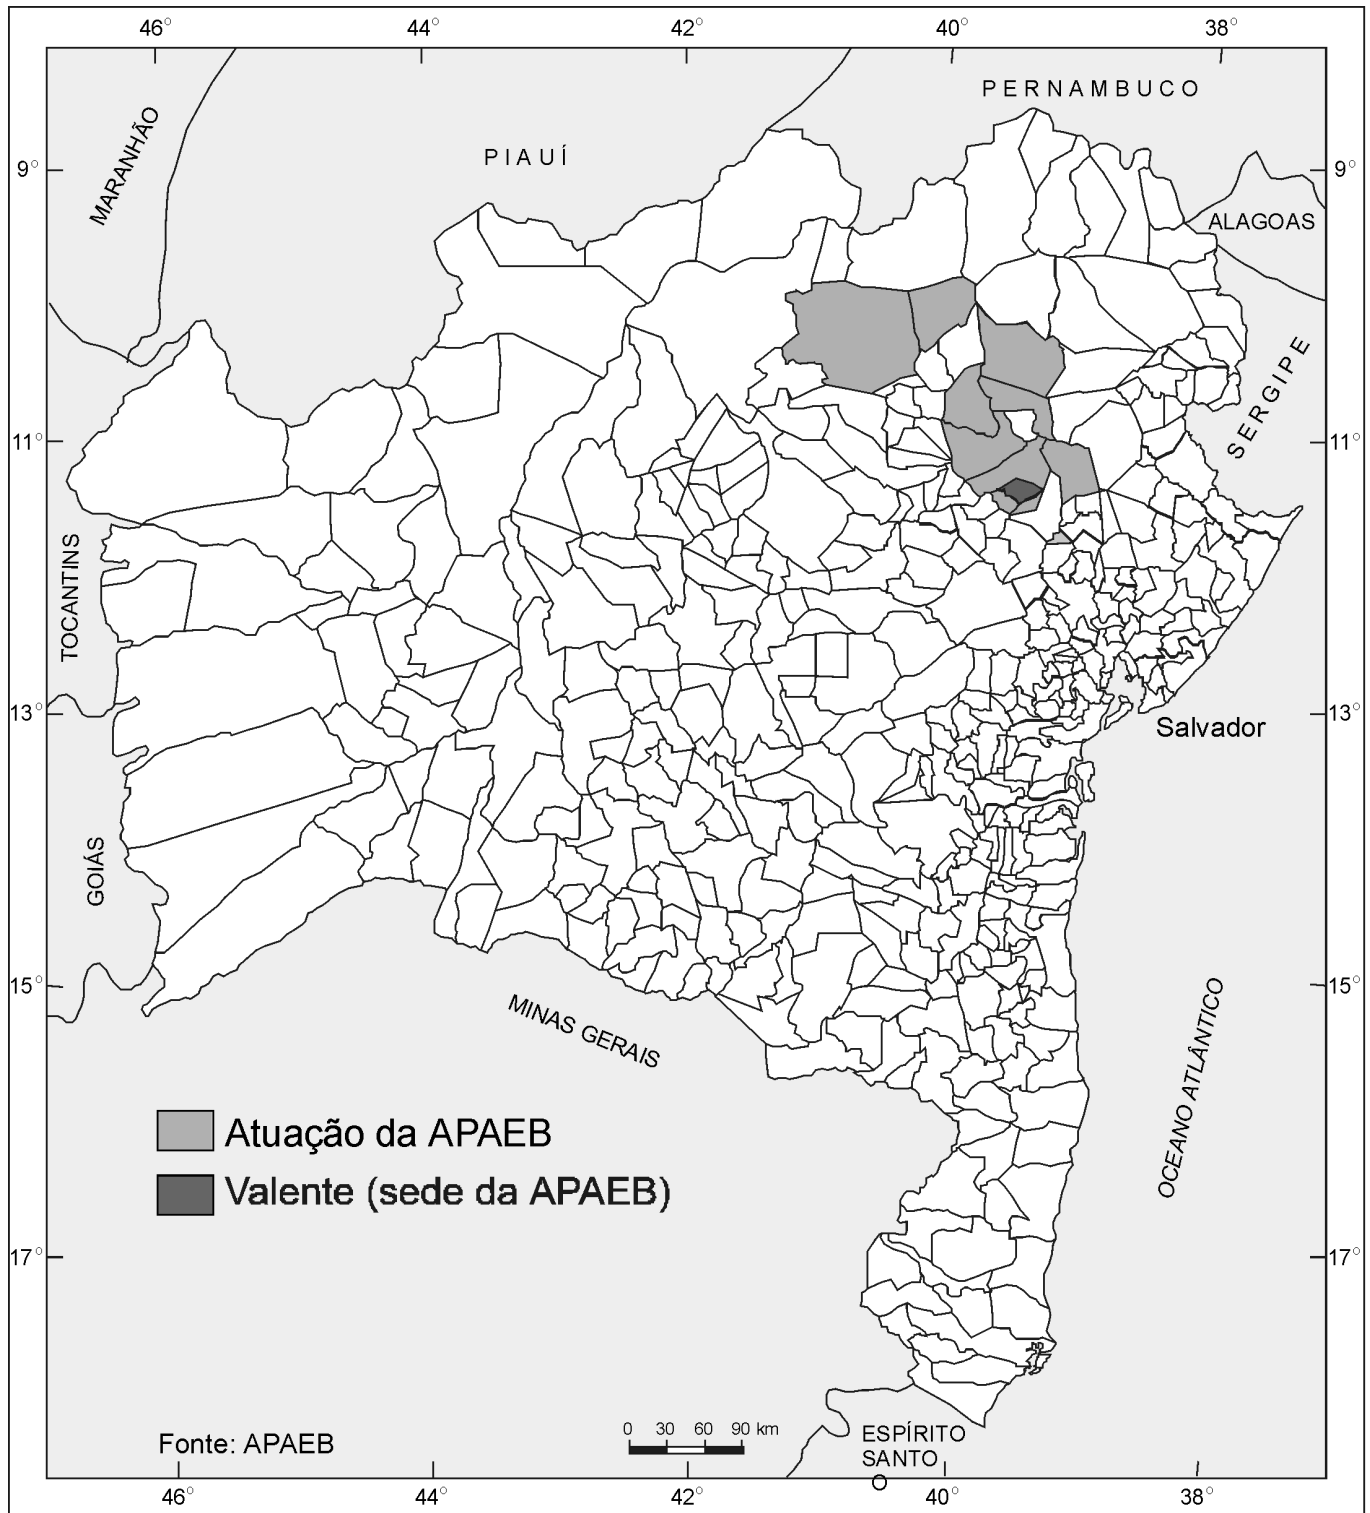 46° 44° 42° 40° 38°
PERNAMBUCO
MARANHÃO
PIAUÍ
9° 9°
ALAGOAS
SERGIPE
11° 11°
TOCANTINS
13° 13°
Salvador
GOIÁS
15° 15°
MINAS GERAIS
OCEANO ATLÂNTICO
Atuação da APAEB
Valente (sede da APAEB)
17° 17°
0 30 60 90 km
ESPÍRITO
SANTO
Fonte: APAEB
46° 44° 42° 40° 38°